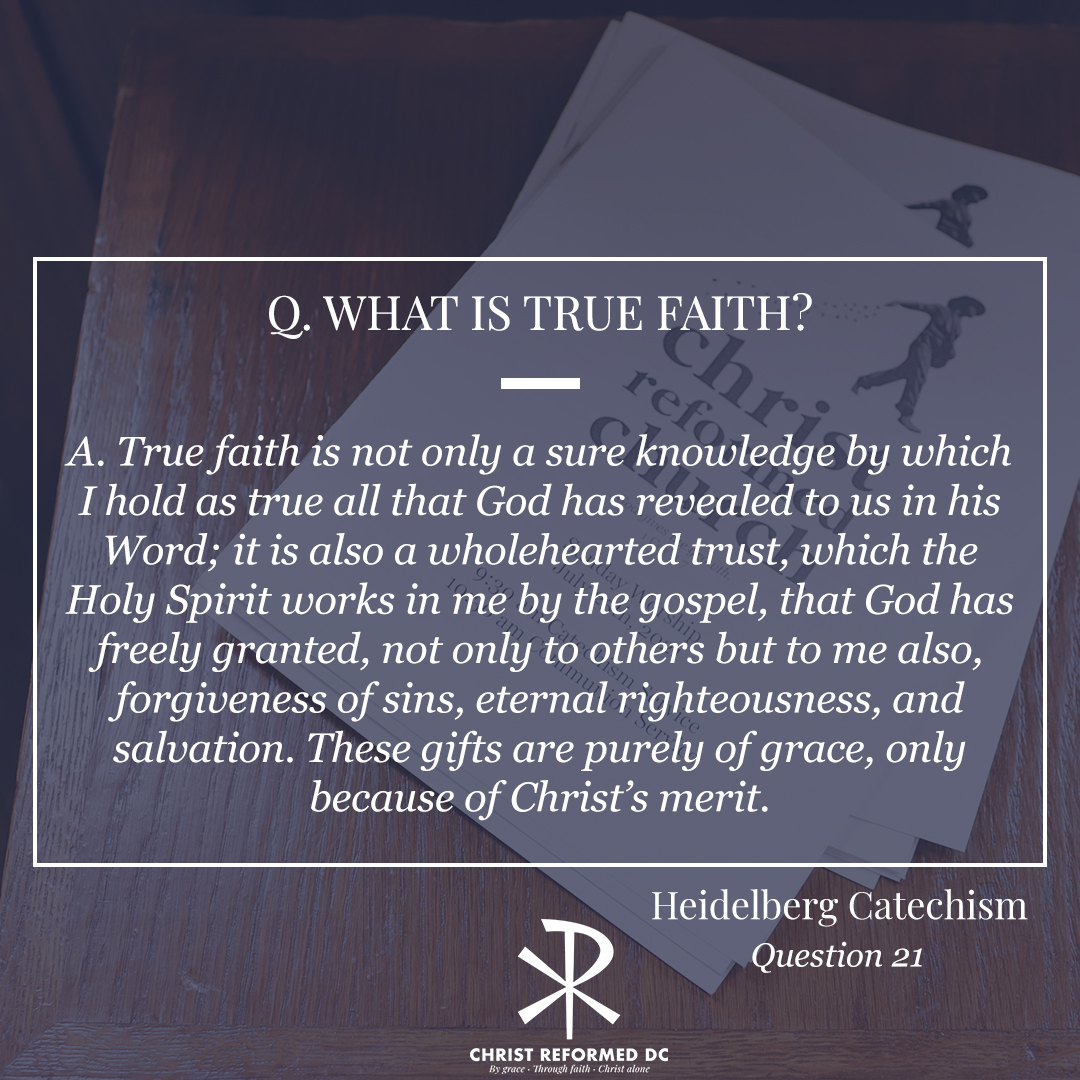 Q. WHAT IS TRUE FAITH?
A. True faith is not only a sure knowledge by which
I hold as true all that God has revealed to us in his
Word; it is also a wholehearted trust, which the
Holy Spirit works in me by the gospel, that God has
freely granted, not only to others but to me also,
forgiveness of sins, eternal righteousness, and
salvation. These gifts are purely of grace, only
because of Christ’s merit.
Heidelberg Catechism
Question 21
CHRIST REFORMED DC
By grace · Through faith · Christ alone
christ
reformed
church